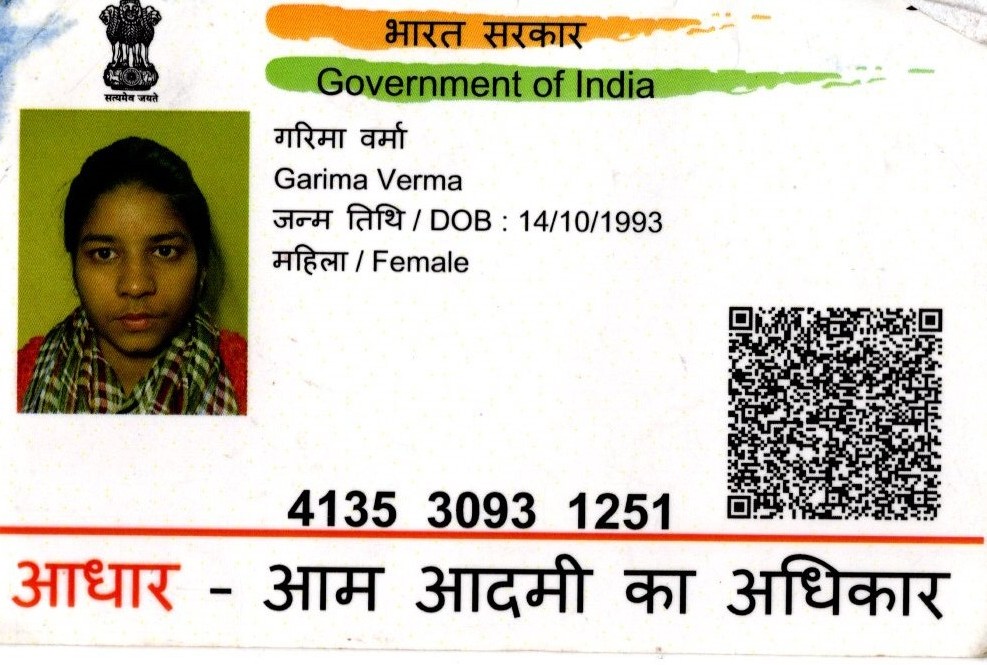 सत्यमेव जयते
भारत सरकार
Government of India
गरिमा वर्मा
Garima Verma
जन्म तिथि / DOB : 14/10/1993
महिला / Female
4135 3093 1251
आधार - आम आदमी का अधिकार